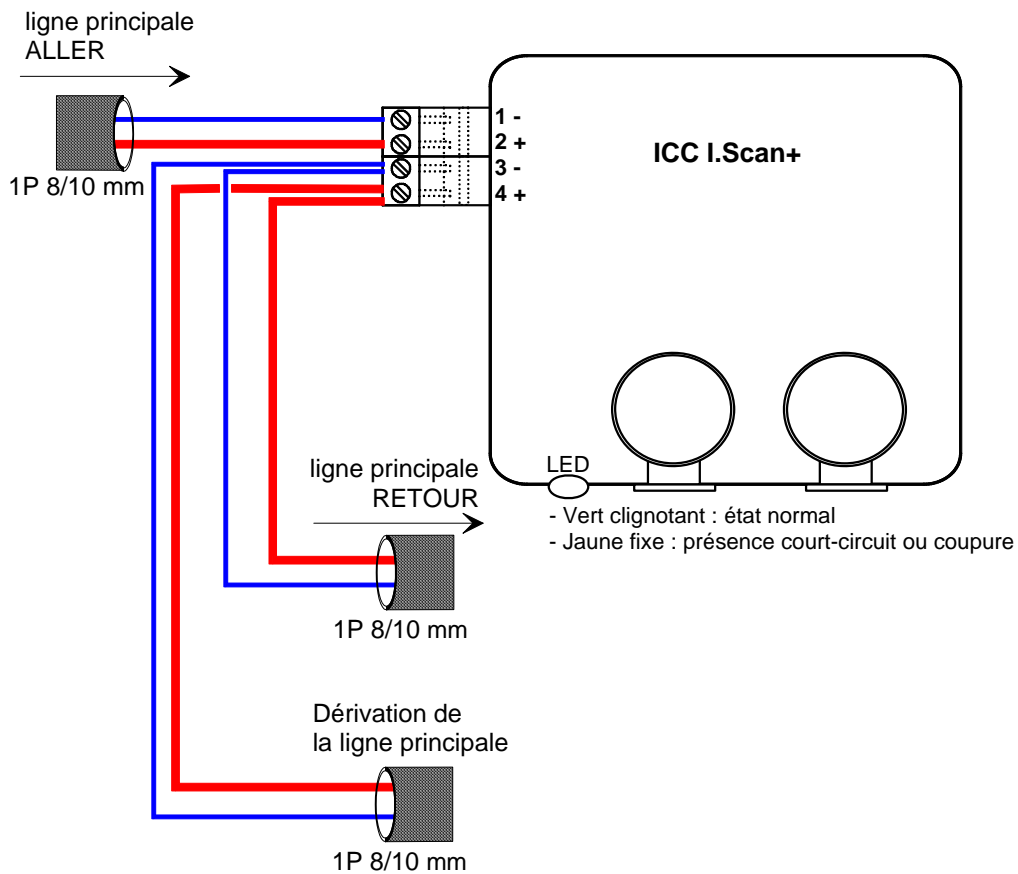 ligne principale
ALLER
1P 8/10 mm
1 -
2 +
3 -
4 +
ICC I.Scan+
LED
- Vert clignotant : état normal
- Jaune fixe : présence court-circuit ou coupure
ligne principale
RETOUR
1P 8/10 mm
Dérivation de
la ligne principale
1P 8/10 mm